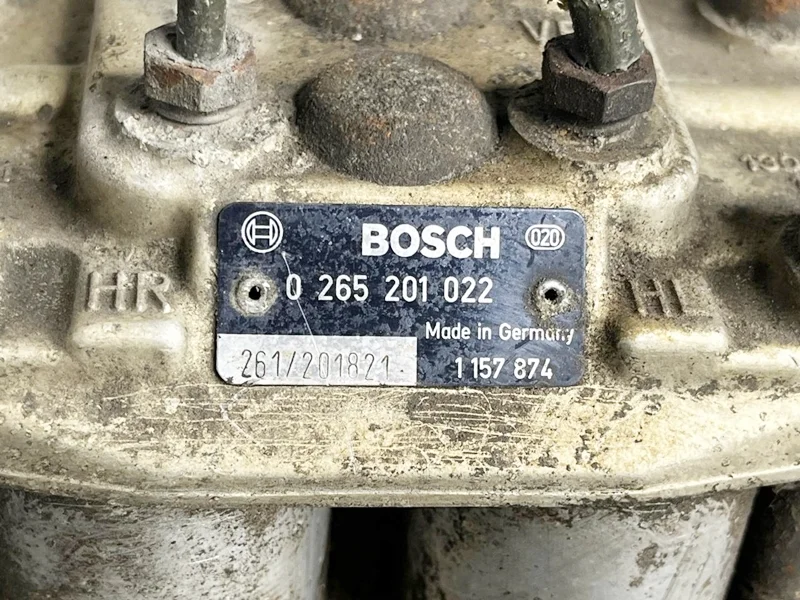 BOSCH 020
0 265 201 022
HR
HL
Made in Germany
261/201821 1 157 874